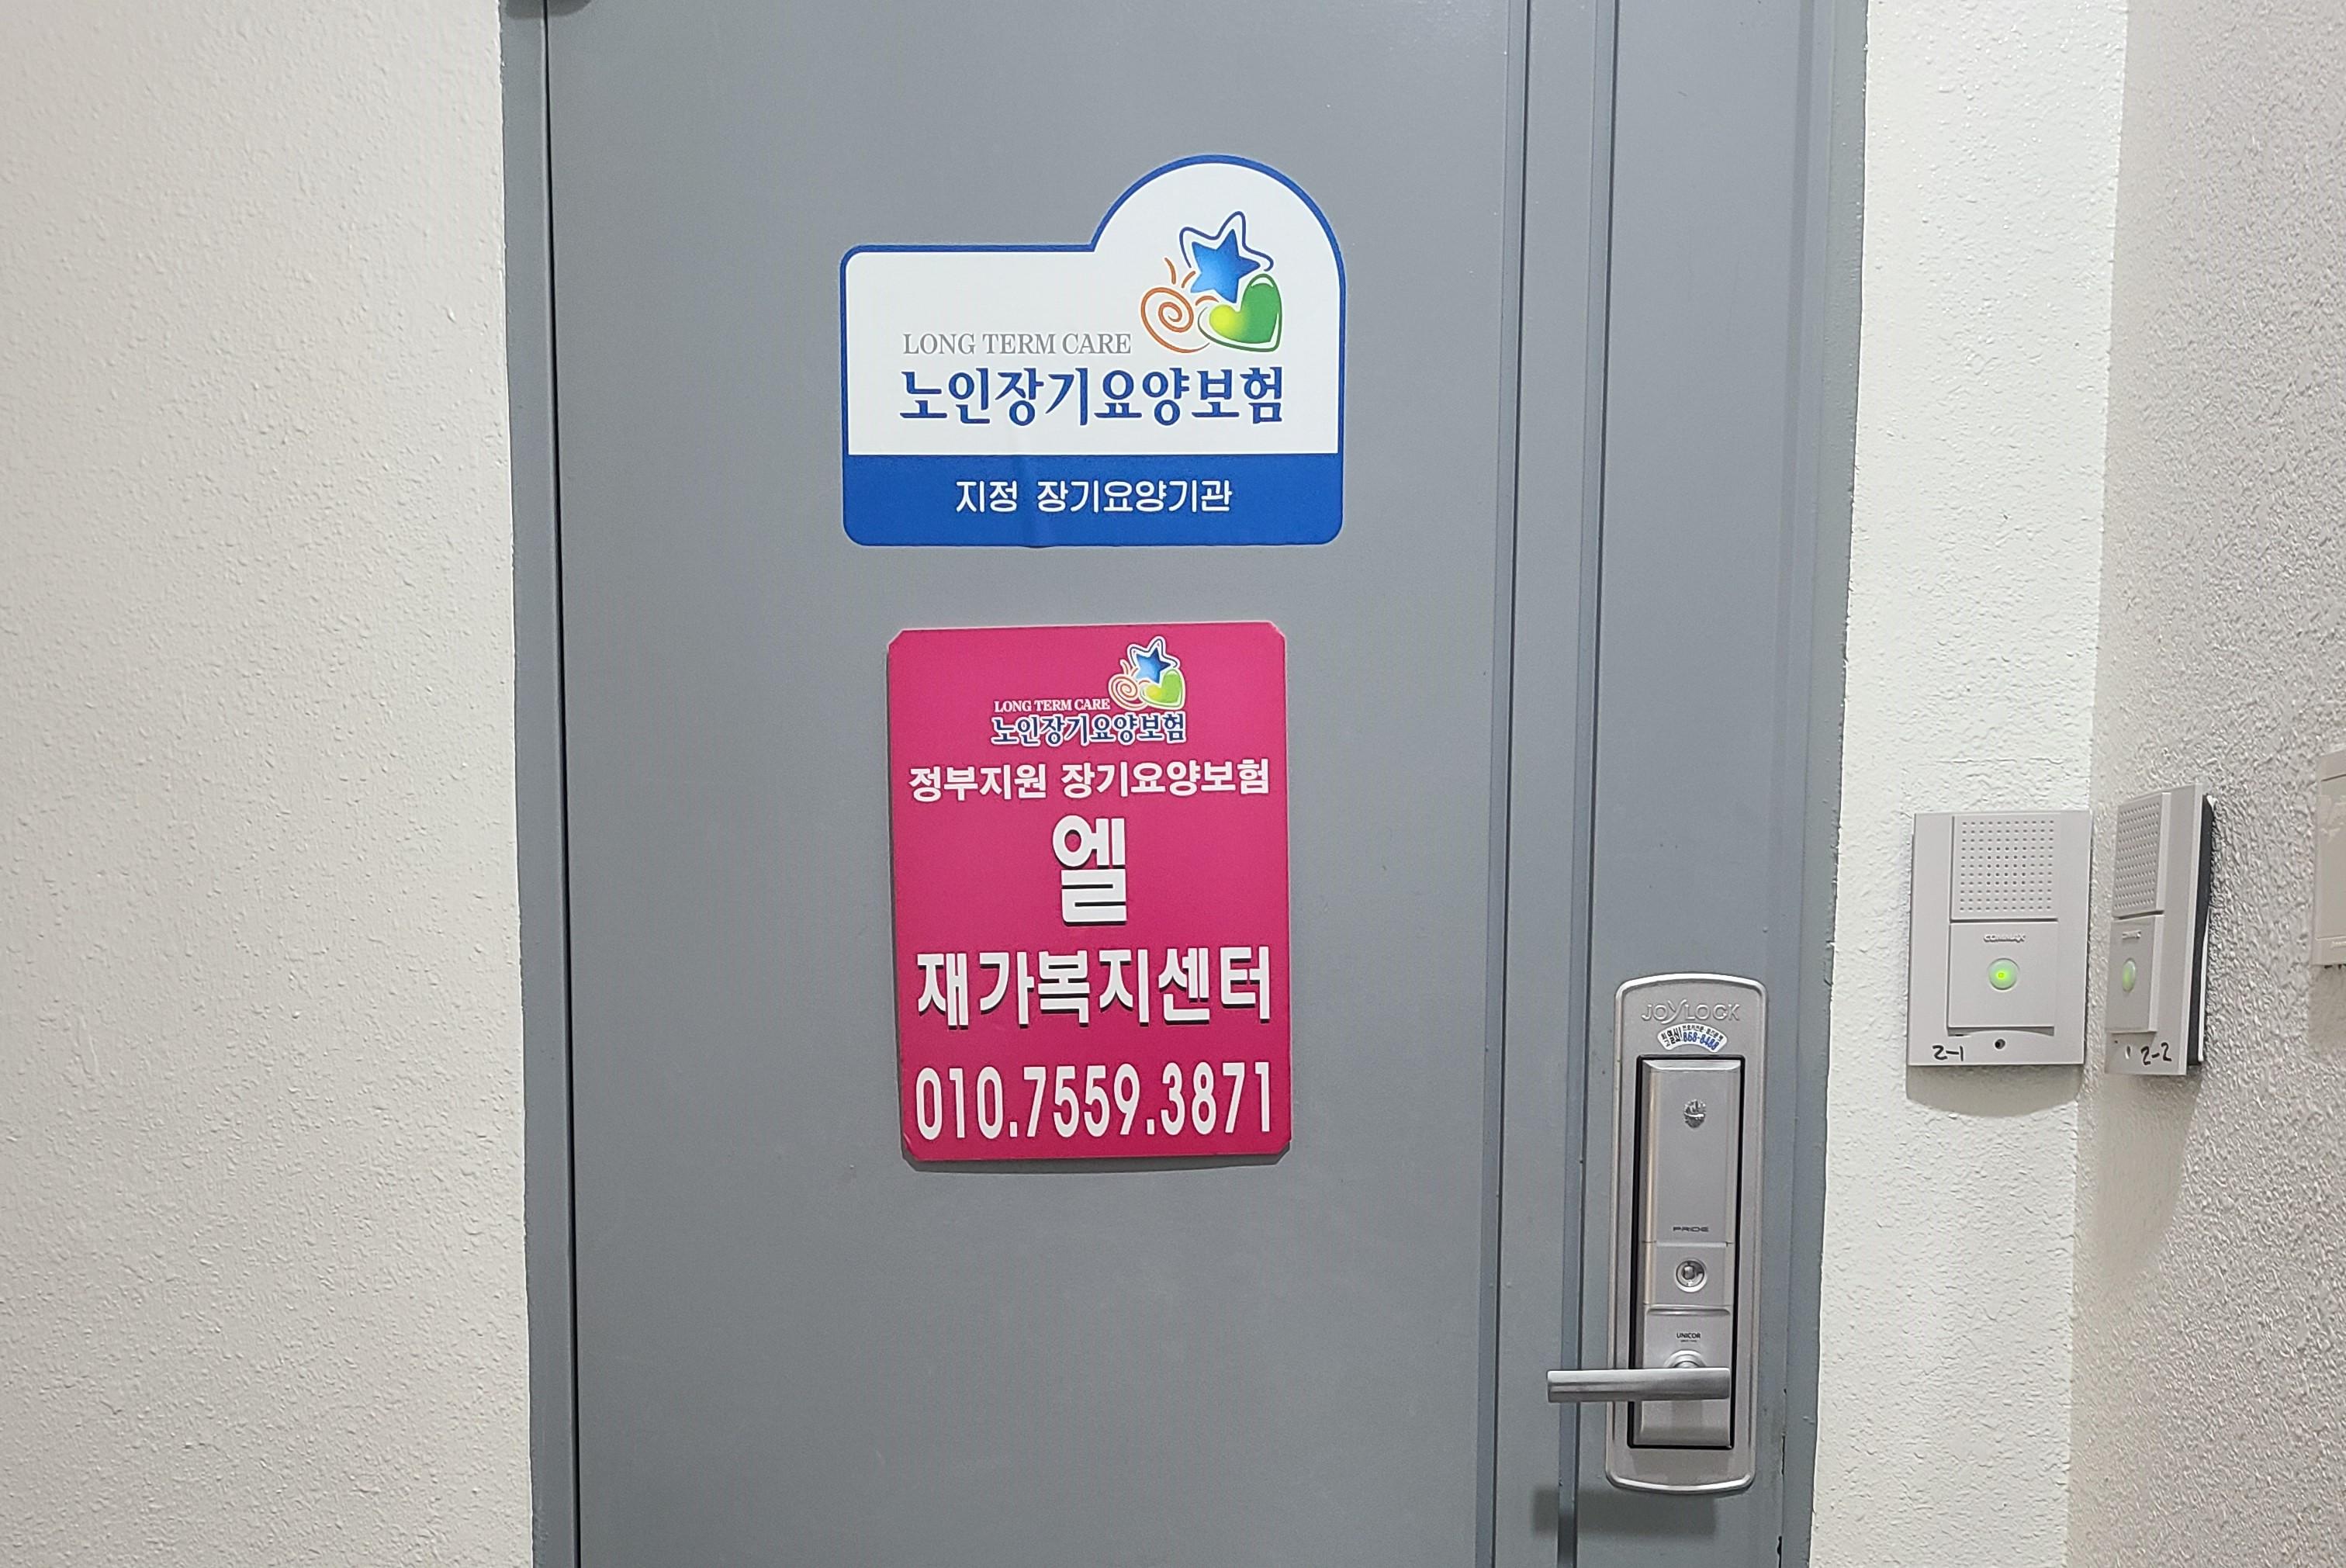 LONG TERM CARE
노인장기요양보험
지정 장기요양기관
LONG TERM CARE
노인장기요양보험
정부지원 장기요양보험
엘
재가복지센터
010.7559.3871
COMMAX
2-1
2-2
JOYLOCK
868-8488
PRIDE
UNICOR